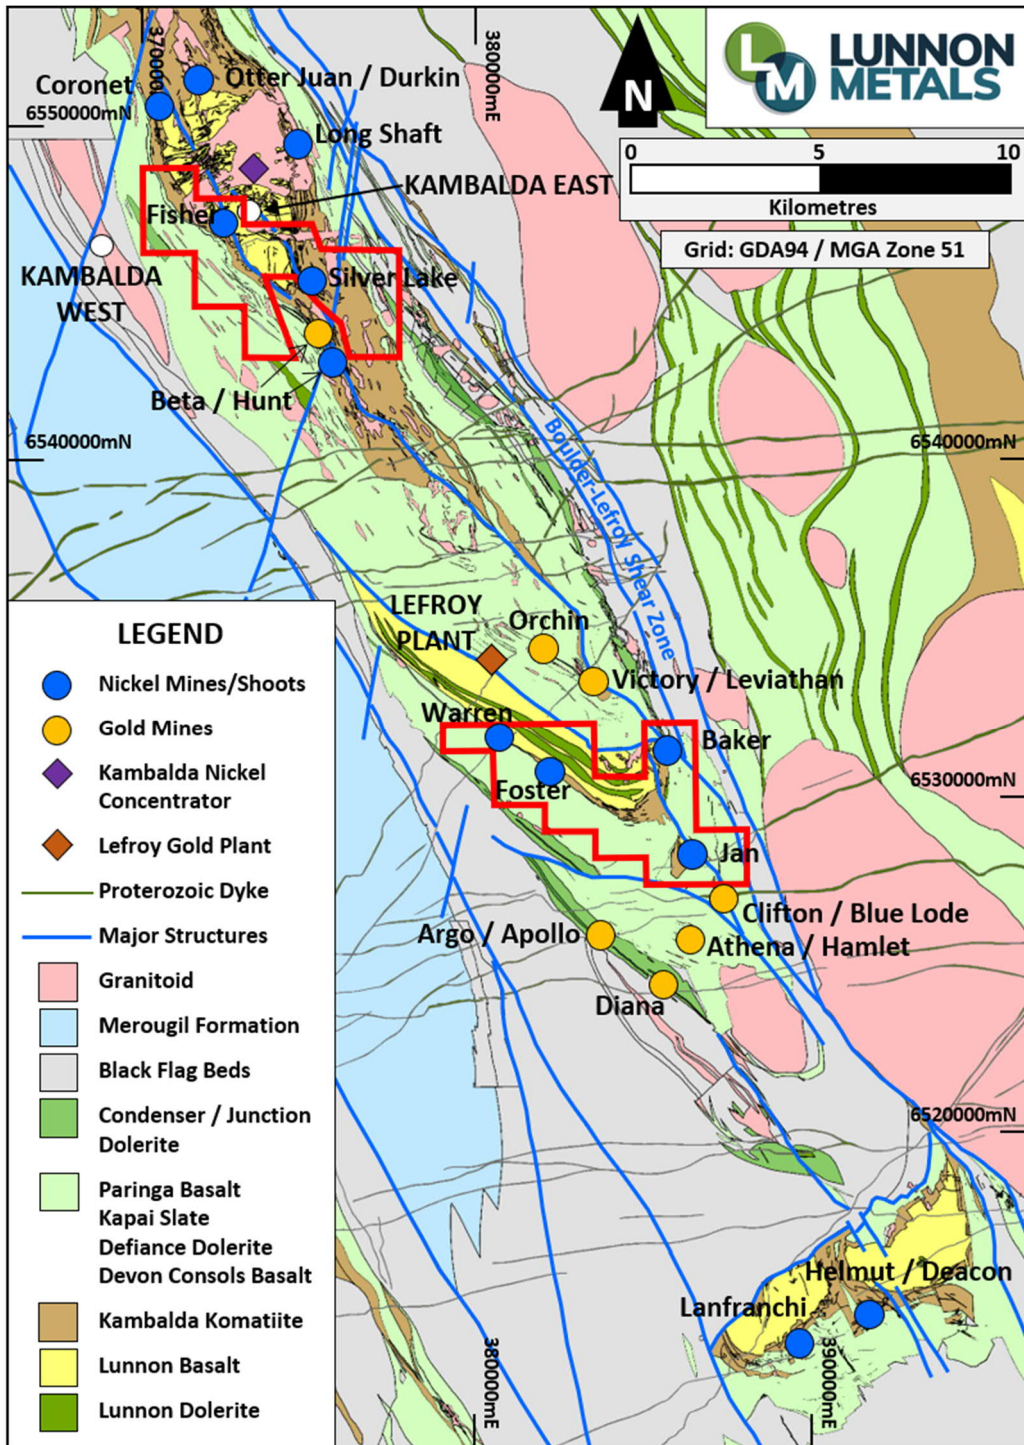 LUNNON
METALS
LM
N
0 5 10
Kilometres
Grid: GDA94 / MGA Zone 51
370000mE
380000mE
Coronet
Otter Juan / Durkin
6550000mN
Long Shaft
KAMBALDA EAST
Fisher
KAMBALDA
WEST
Silver Lake
Beta / Hunt
6540000mN
6540000mN
Boulder-Lefroy Shear Zone
LEFROY
PLANT
Orchin
Victory / Leviathan
Warren
Baker
Foster
6530000mN
Jan
Clifton / Blue Lode
Argo / Apollo
Athena / Hamlet
Diana
6520000mN
Helmut / Deacon
Lanfranchi
380000mE
390000mE
LEGEND
Nickel Mines/Shoots
Gold Mines
Kambalda Nickel
Concentrator
Lefroy Gold Plant
Proterozoic Dyke
Major Structures
Granitoid
Merougil Formation
Black Flag Beds
Condenser / Junction
Dolerite
Paringa Basalt
Kapai Slate
Defiance Dolerite
Devon Consols Basalt
Kambalda Komatiite
Lunnon Basalt
Lunnon Dolerite